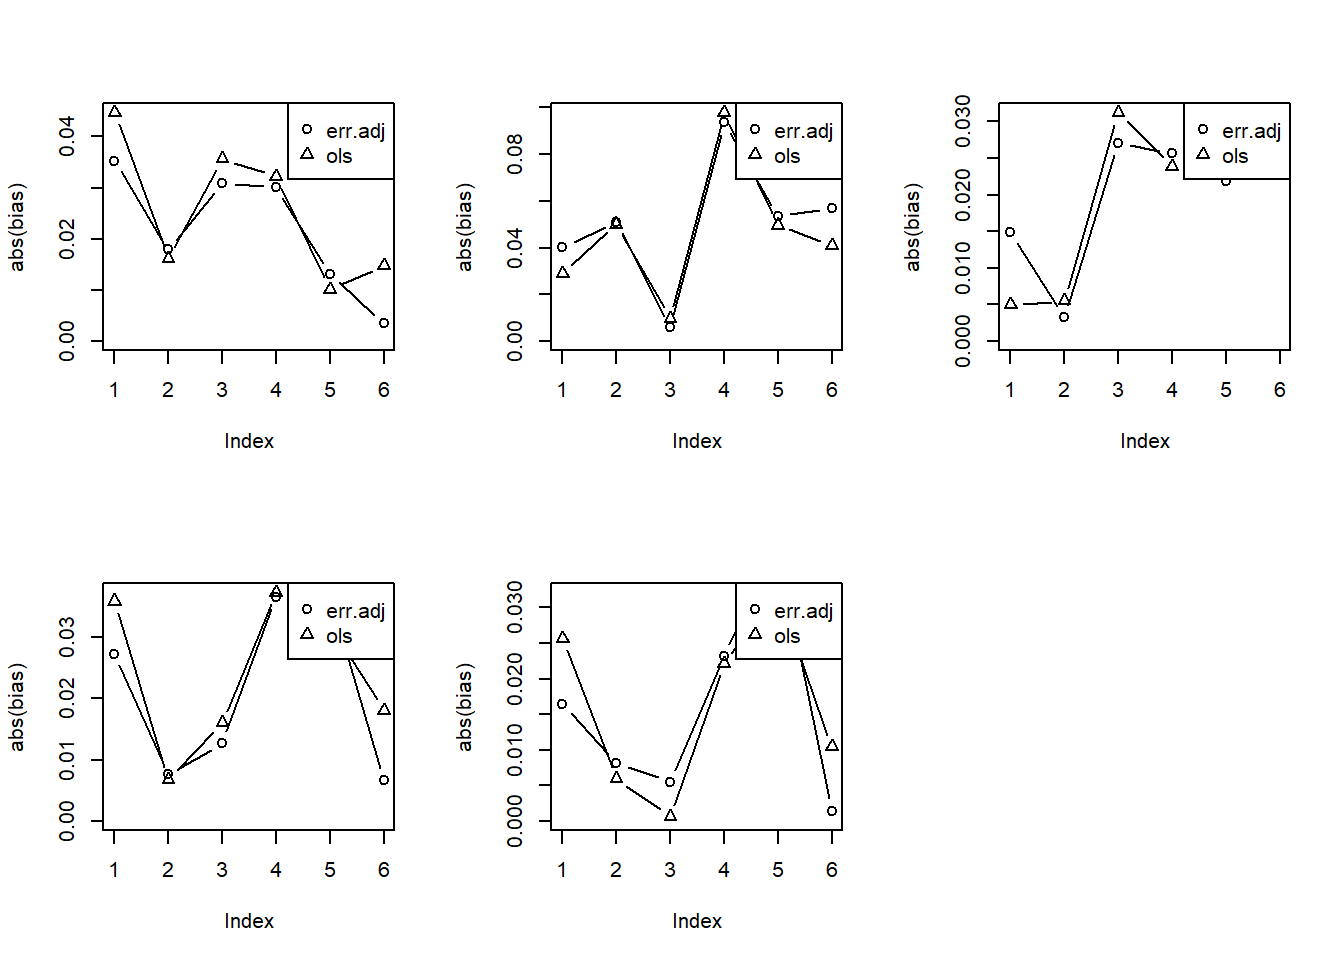 abs(bias)
0.00
0.02
0.04
err.adj
ols
1 2 3 4 5 6
Index
abs(bias)
0.00
0.04
0.08
err.adj
ols
1 2 3 4 5 6
Index
abs(bias)
0.000
0.010
0.020
0.030
err.adj
ols
1 2 3 4 5 6
Index
abs(bias)
0.00
0.01
0.02
0.03
err.adj
ols
1 2 3 4 5 6
Index
abs(bias)
0.000
0.010
0.020
0.030
err.adj
ols
1 2 3 4 5 6
Index